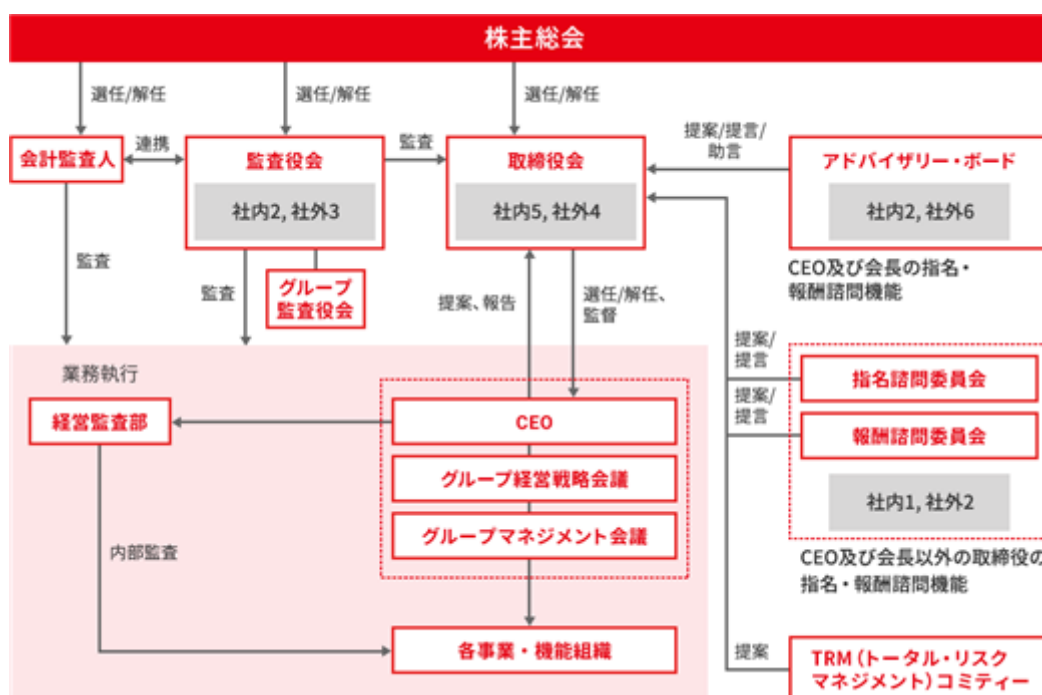 株主総会
選任/解任
選任/解任
選任/解任
会計監査人
連携
監査役会
社内2, 社外3
監査
取締役会
社内5, 社外4
提案/提言/
助言
アドバイザリー・ボード
社内2, 社外6
CEO及び会長の指名・
報酬諮問機能
監査
監査
グループ
監査役会
提案、報告
選任/解任、
監督
提案/
提言
指名諮問委員会
提案/
提言
報酬諮問委員会
社内1, 社外2
CEO及び会長以外の取締役の
指名・報酬諮問機能
業務執行
経営監査部
CEO
グループ経営戦略会議
グループマネジメント会議
内部監査
各事業・機能組織
提案
TRM（トータル・リスク
マネジメント）コミティー